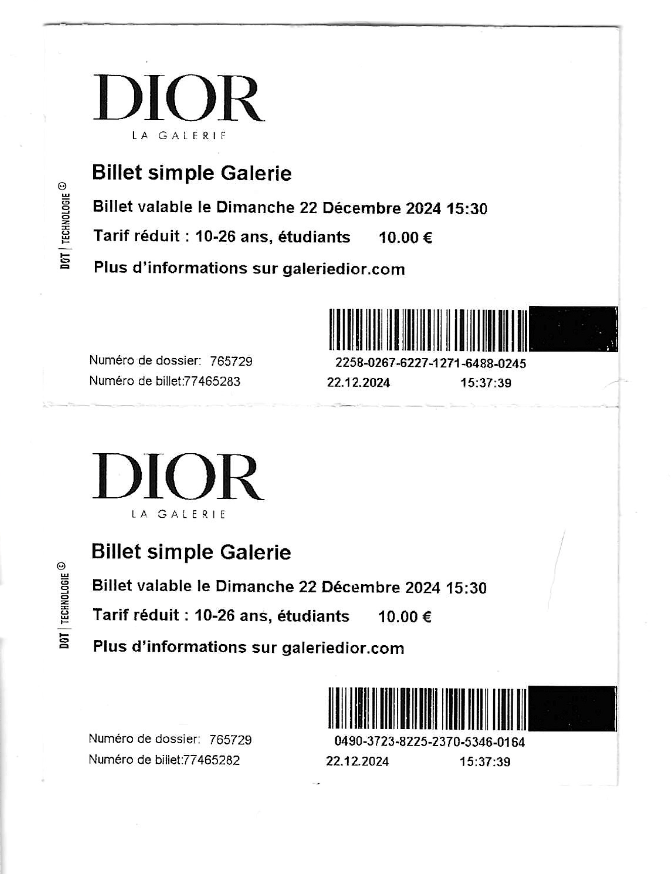 DIOR
LA GALERIE
Billet simple Galerie
Billet valable le Dimanche 22 Décembre 2024 15:30
Tarif réduit : 10-26 ans, étudiants 10.00 €
Plus d'informations sur galeriedior.com
DGT | TECHNOLOGIE ©
2258-0267-6227-1271-6488-0245
Numéro de dossier: 765729
Numéro de billet:77465283
22.12.2024 15:37:39
DIOR
LA GALERIE
Billet simple Galerie
Billet valable le Dimanche 22 Décembre 2024 15:30
Tarif réduit : 10-26 ans, étudiants 10.00 €
Plus d'informations sur galeriedior.com
DGT | TECHNOLOGIE ©
0490-3723-8225-2370-5346-0164
Numéro de dossier: 765729
Numéro de billet:77465282
22.12.2024 15:37:39